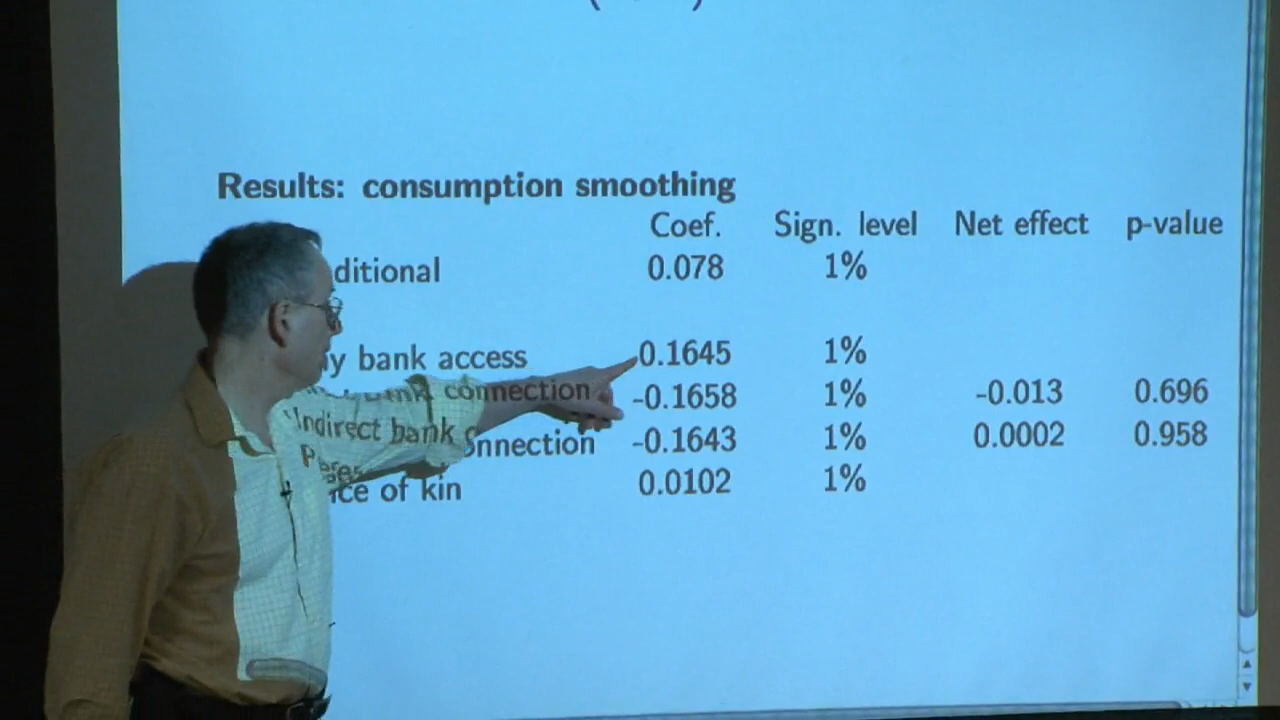 Results: consumption smoothing
Coef. Sign. level Net effect p-value
ditional 0.078 1%
y bank access 0.1645 1%
connection -0.1658 1% -0.013 0.696
Indirect bank connection -0.1643 1% 0.0002 0.958
ce of kin 0.0102 1%